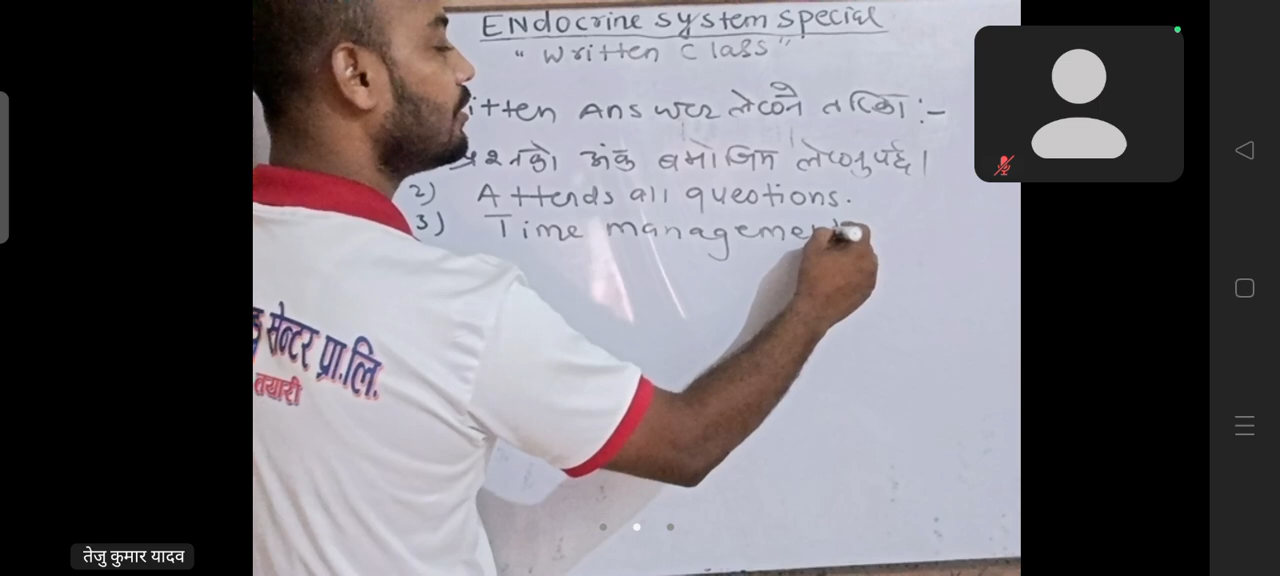 Endocrine system special
"Written class"
itten Answer लेख्ने तरिका :-
प्रश्नको अंक बमोजिम लेख्नुपर्छ।
2) Attends all questions.
3) Time managemen
सेन्टर प्रा.लि.
तयारी
तेजु कुमार यादव